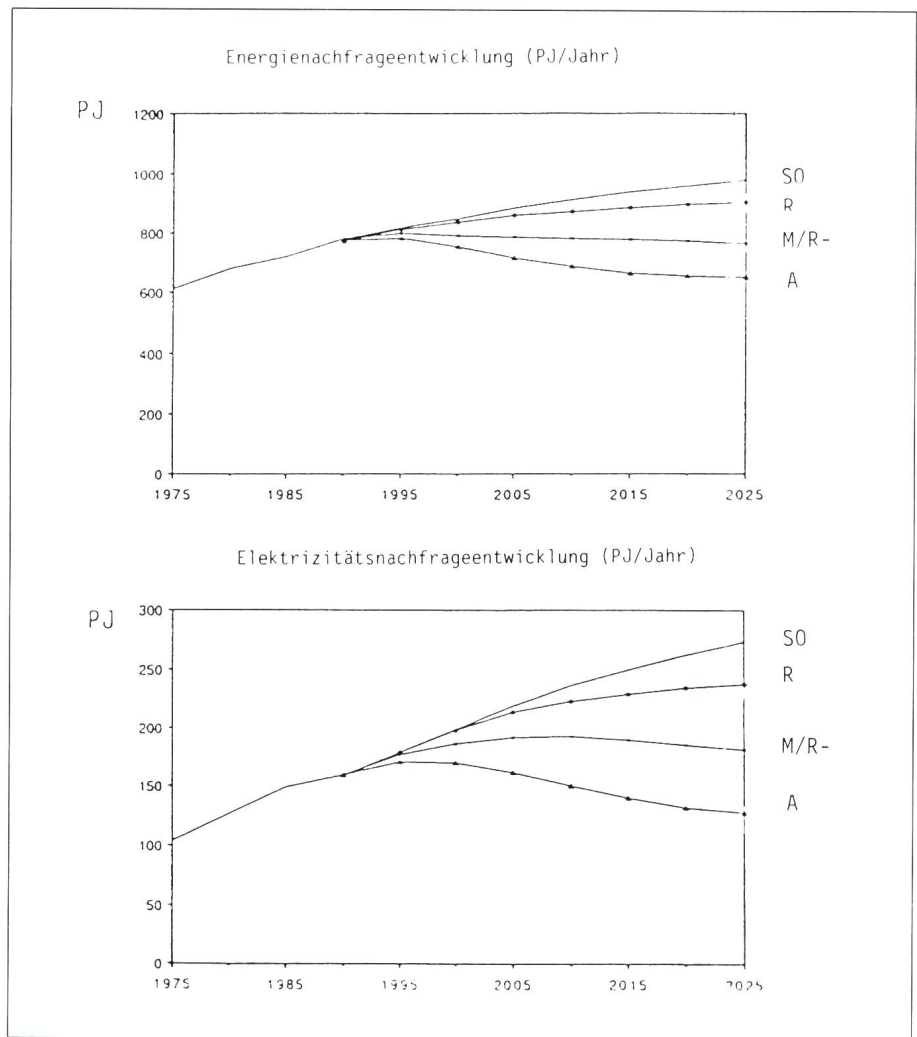 Energienachfrageentwicklung (PJ/Jahr)
PJ
1200
1000
800
600
400
200
0
1975 1985 1995 2005 2015 2025
SO
R
M/R-
A
Elektrizitätsnachfrageentwicklung (PJ/Jahr)
PJ
300
250
200
150
100
50
0
1975 1985 1995 2005 2015 2025
SO
R
M/R-
A